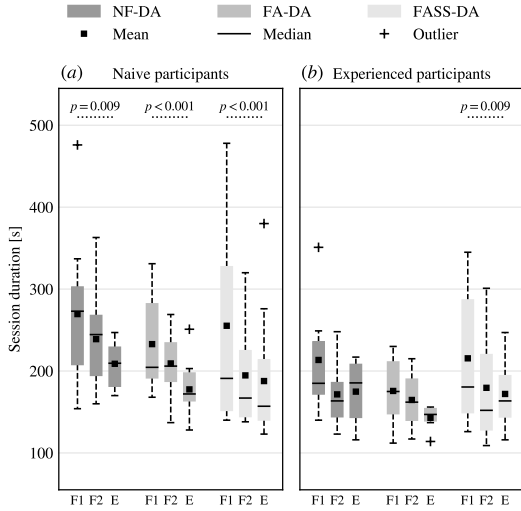 NF-DA FA-DA FASS-DA
Mean Median Outlier
(a) Naive participants (b) Experienced participants
p = 0.009 p < 0.001 p < 0.001 p = 0.009
500
400
300
200
100
Session duration [s]
F1 F2 E F1 F2 E F1 F2 E F1 F2 E F1 F2 E F1 F2 E